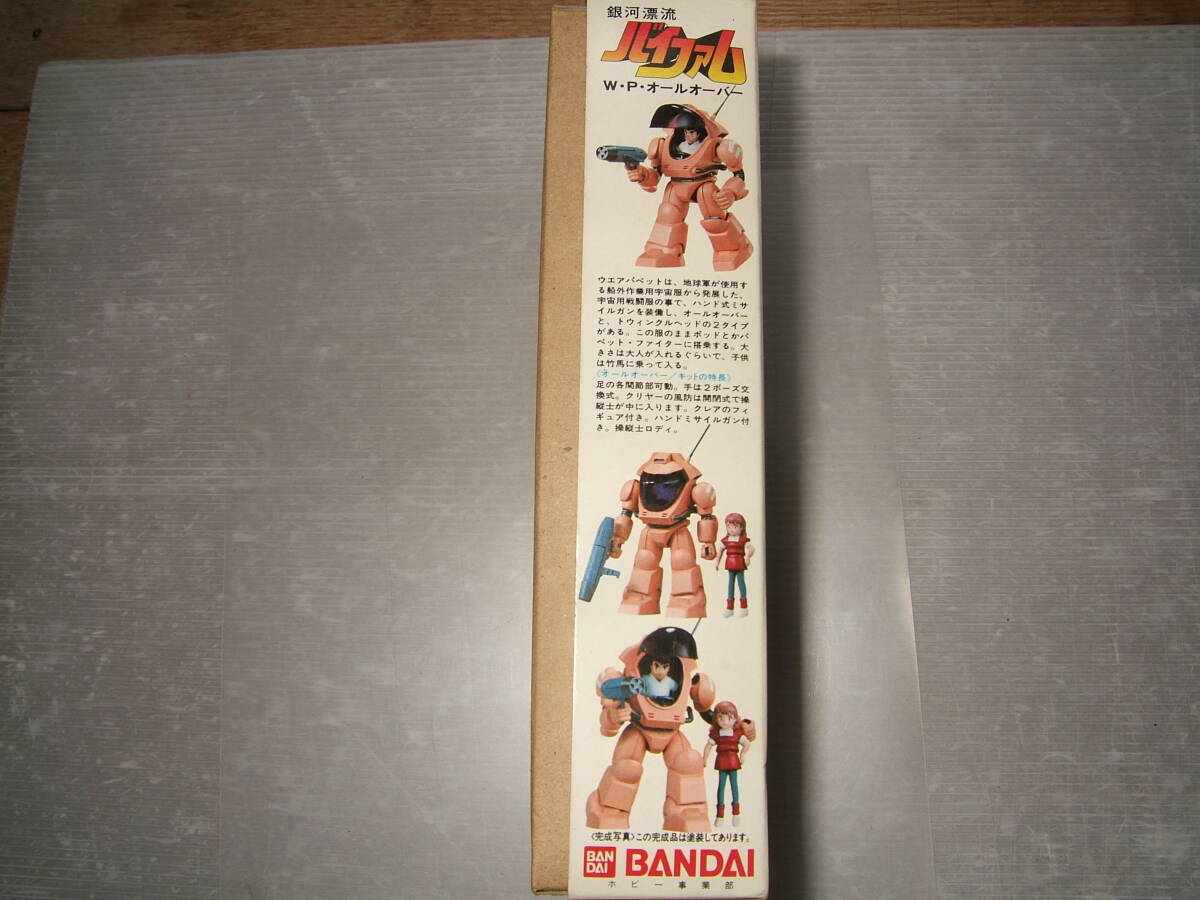 銀河漂流
バイファム
W・P・オールオーバー
ウエアパペットは、地球軍が使用す
る船外作業用宇宙服から発展した、
宇宙用戦闘服の事で、ハンド式ミサ
イルガンを装備し、オールオーバー
と、トウィンクルヘッドの2タイプ
がある。この服のままポッドとかパ
ペット・ファイターに搭乗する。大
きさは大人が入れるぐらいで、子供
は竹馬に乗って入る。
〈オールオーバー/キットの特長〉
足の各関節部可動。手は2ポーズ交
換式。クリヤーの風防は開閉式で操
縦士が中に入ります。クレアのフィ
ギュア付き。ハンドミサイルガン付
き。操縦士ロディ。
〈完成写真〉この完成品は塗装してあります。
BAN
DAI
BANDAI
ホビー事業部